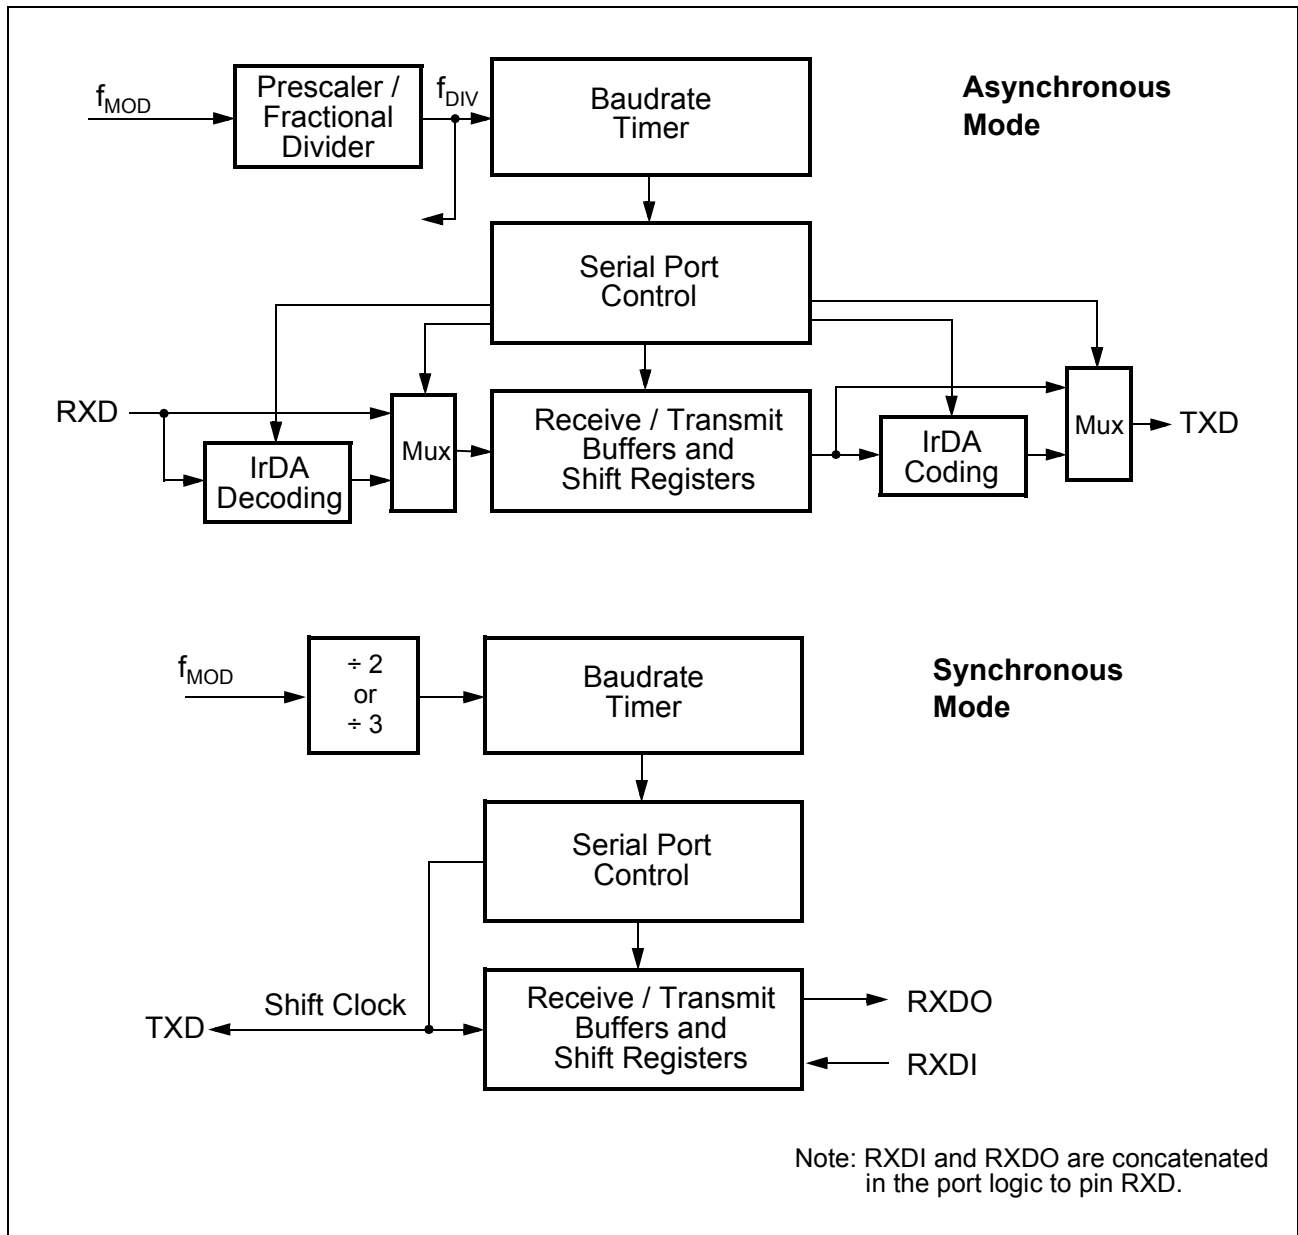 f_MOD
Prescaler /
Fractional
Divider
f_DIV
Baudrate
Timer
Asynchronous
Mode
Serial Port
Control
RXD
IrDA
Decoding
Mux
Receive / Transmit
Buffers and
Shift Registers
IrDA
Coding
Mux
TXD
f_MOD
÷ 2
or
÷ 3
Baudrate
Timer
Synchronous
Mode
Serial Port
Control
TXD
Shift Clock
Receive / Transmit
Buffers and
Shift Registers
RXDO
RXDI
Note: RXDI and RXDO are concatenated
in the port logic to pin RXD.